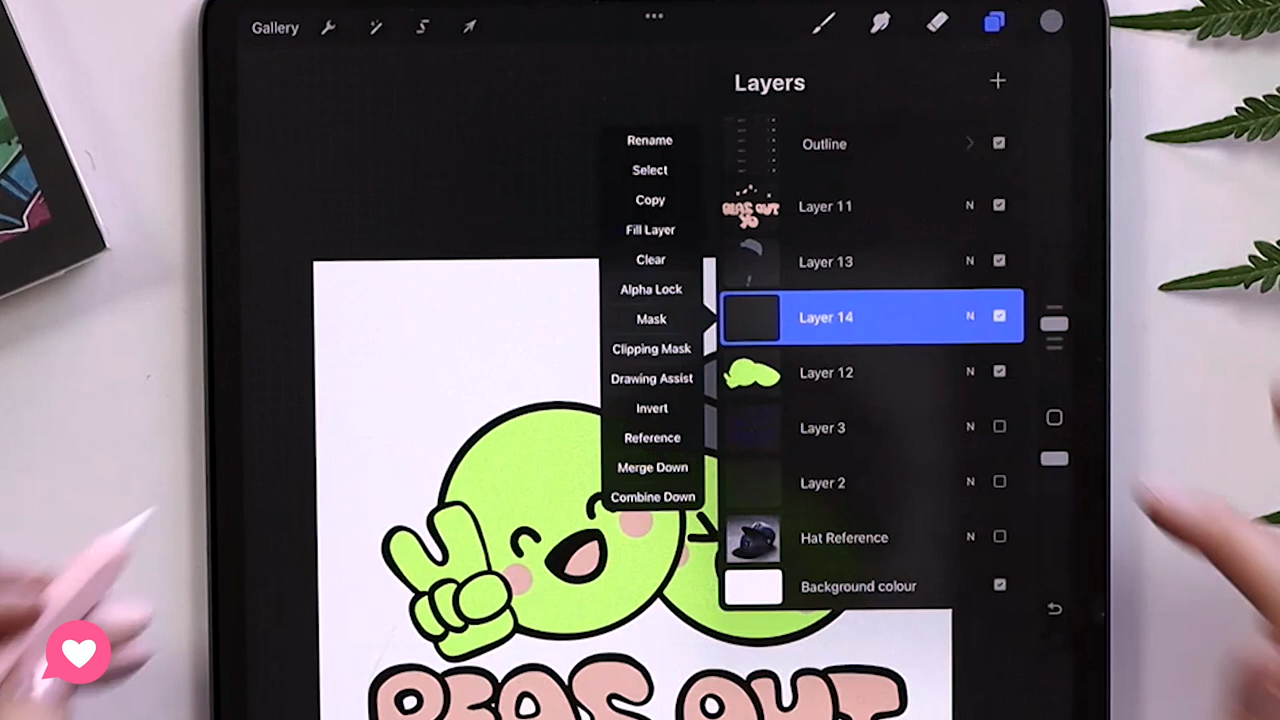 Gallery
Layers
Rename
Select
Copy
Fill Layer
Clear
Alpha Lock
Mask
Clipping Mask
Drawing Assist
Invert
Reference
Merge Down
Combine Down
Outline
Layer 11 N
Layer 13 N
Layer 14 N
Layer 12 N
Layer 3 N
Layer 2 N
Hat Reference N
Background colour
PEAS OUT